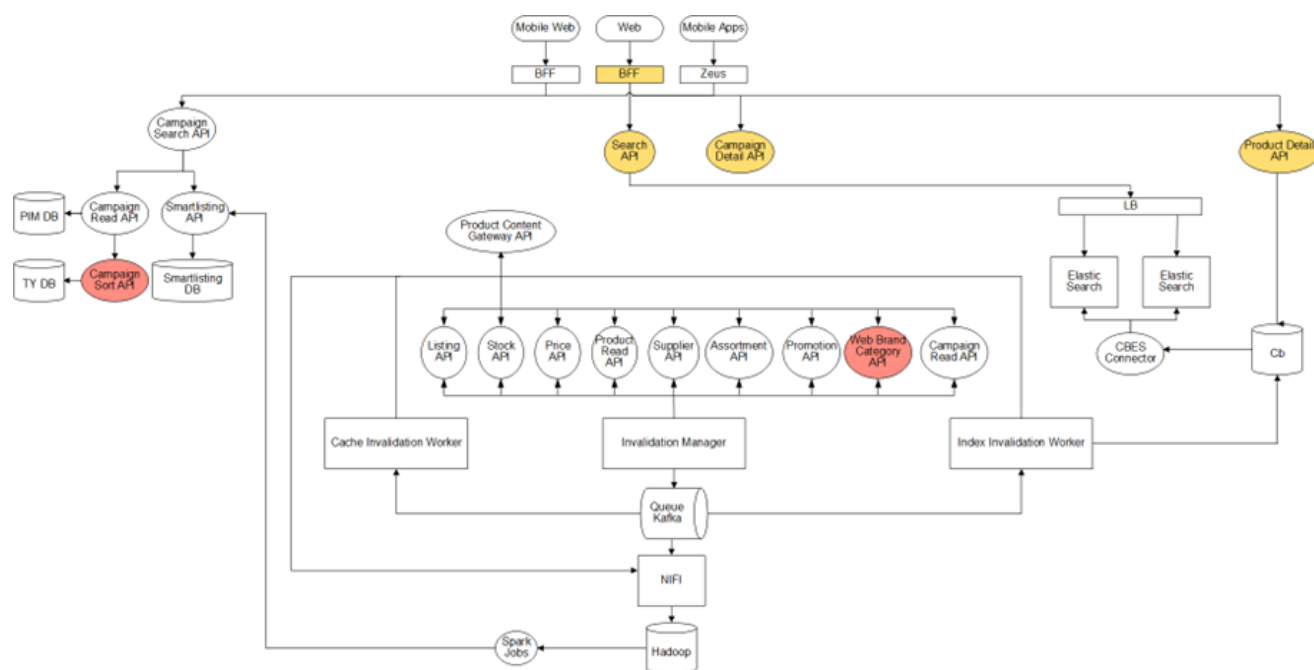 Mobile Web
Web
Mobile Apps
BFF
BFF
Zeus
Campaign
Search API
Search
API
Campaign
Detail API
Product Detail
API
PIM DB
Campaign
Read API
Smartlisting
API
LB
Product Content
Gateway API
TY DB
Campaign
Sort API
Smartlisting
DB
Elastic
Search
Elastic
Search
Listing
API
Stock
API
Price
API
Product
Read
API
Supplier
API
Assortment
API
Promotion
API
Web Brand
Category
API
Campaign
Read API
CBES
Connector
Cb
Cache Invalidation Worker
Invalidation Manager
Index Invalidation Worker
Queue
Kafka
NIFI
Spark
Jobs
Hadoop